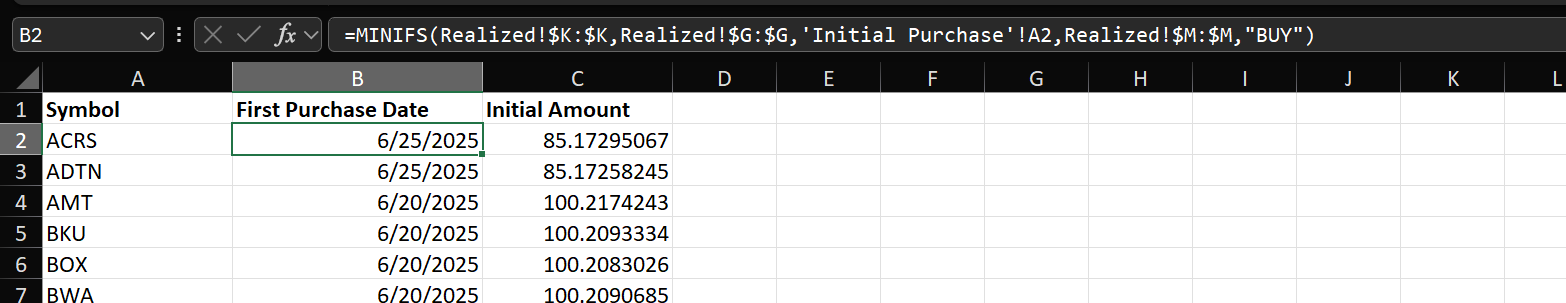 B2 fx =MINIFS(Realized!$K:$K,Realized!$G:$G,'Initial Purchase'!A2,Realized!$M:$M,"BUY")
A B C D E F G H I J K L
1 Symbol First Purchase Date Initial Amount
2 ACRS 6/25/2025 85.17295067
3 ADTN 6/25/2025 85.17258245
4 AMT 6/20/2025 100.2174243
5 BKU 6/20/2025 100.2093334
6 BOX 6/20/2025 100.2083026
7 BWA 6/20/2025 100.2090685